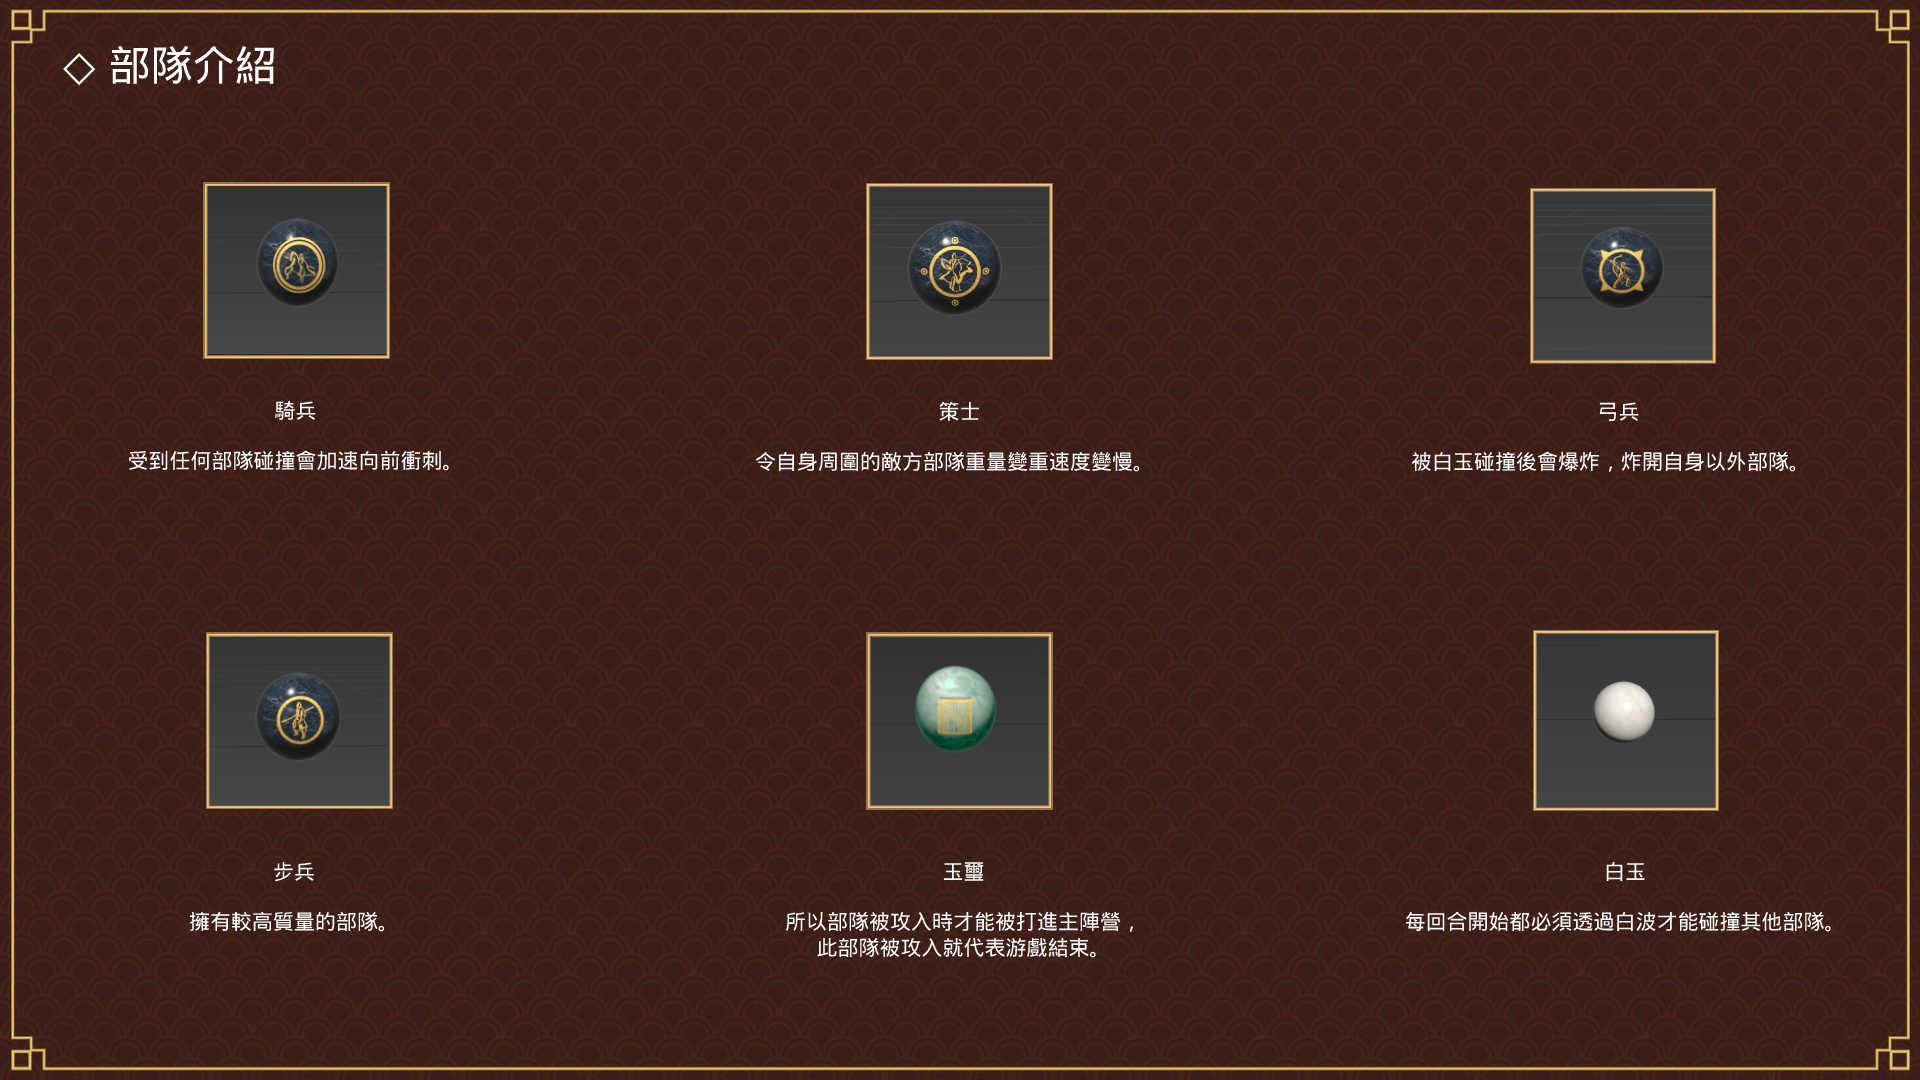 部隊介紹
騎兵
受到任何部隊碰撞會加速向前衝刺。
策士
令自身周圍的敵方部隊重量變重速度變慢。
弓兵
被白玉碰撞後會爆炸，炸開自身以外部隊。
步兵
擁有較高質量的部隊。
玉璽
所以部隊被攻入時才能被打進主陣營，
此部隊被攻入就代表游戲結束。
白玉
每回合開始都必須透過白波才能碰撞其他部隊。